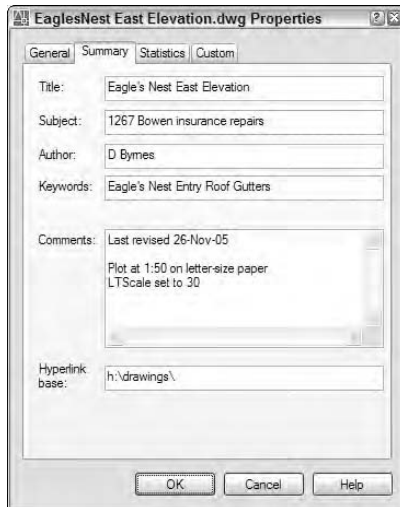 EaglesNest East Elevation.dwg Properties
General Summary Statistics Custom
Title: Eagle's Nest East Elevation
Subject: 1267 Bowen insurance repairs
Author: D Byrnes
Keywords: Eagle's Nest Entry Roof Gutters
Comments: Last revised 26-Nov-05
Plot at 1:50 on letter-size paper
LTScale set to 30
Hyperlink
base: h:\drawings\
OK Cancel Help